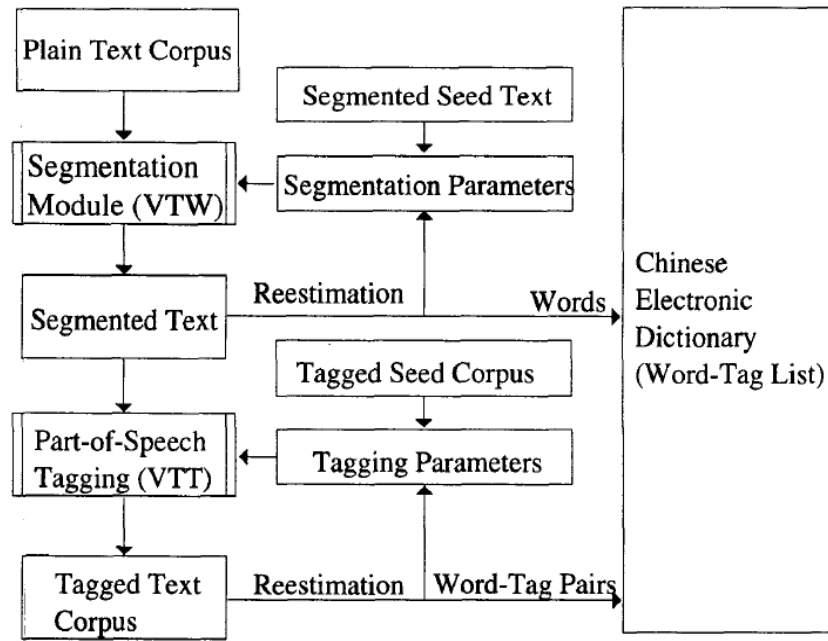 Plain Text Corpus
Segmented Seed Text
Segmentation
Module (VTW)
Segmentation Parameters
Reestimation
Words
Segmented Text
Chinese
Electronic
Dictionary
(Word-Tag List)
Tagged Seed Corpus
Part-of-Speech
Tagging (VTT)
Tagging Parameters
Tagged Text
Corpus
Reestimation
Word-Tag Pairs